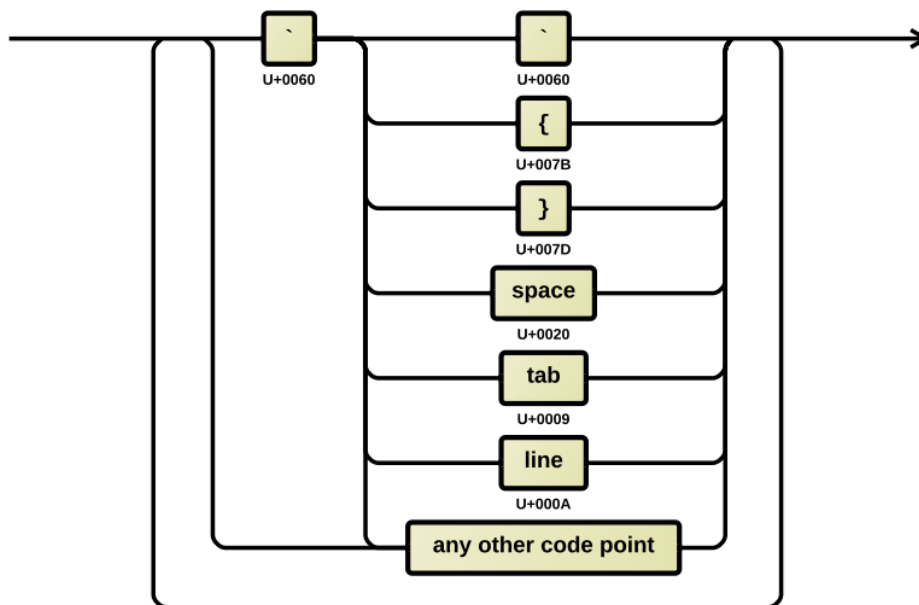 ` `
U+0060 U+0060
{
U+007B
}
U+007D
space
U+0020
tab
U+0009
line
U+000A
any other code point